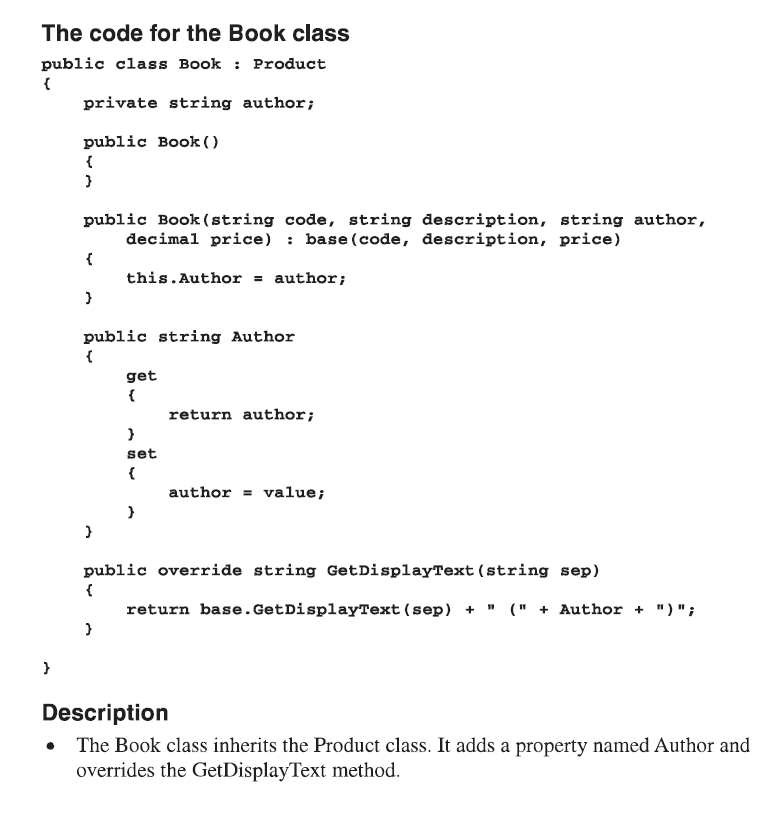 The code for the Book class
public class Book : Product
{
    private string author;

    public Book()
    {
    }

    public Book(string code, string description, string author,
        decimal price) : base(code, description, price)
    {
        this.Author = author;
    }

    public string Author
    {
        get
        {
            return author;
        }
        set
        {
            author = value;
        }
    }

    public override string GetDisplayText(string sep)
    {
        return base.GetDisplayText(sep) + " (" + Author + ")";
    }

}
Description
• The Book class inherits the Product class. It adds a property named Author and
overrides the GetDisplayText method.